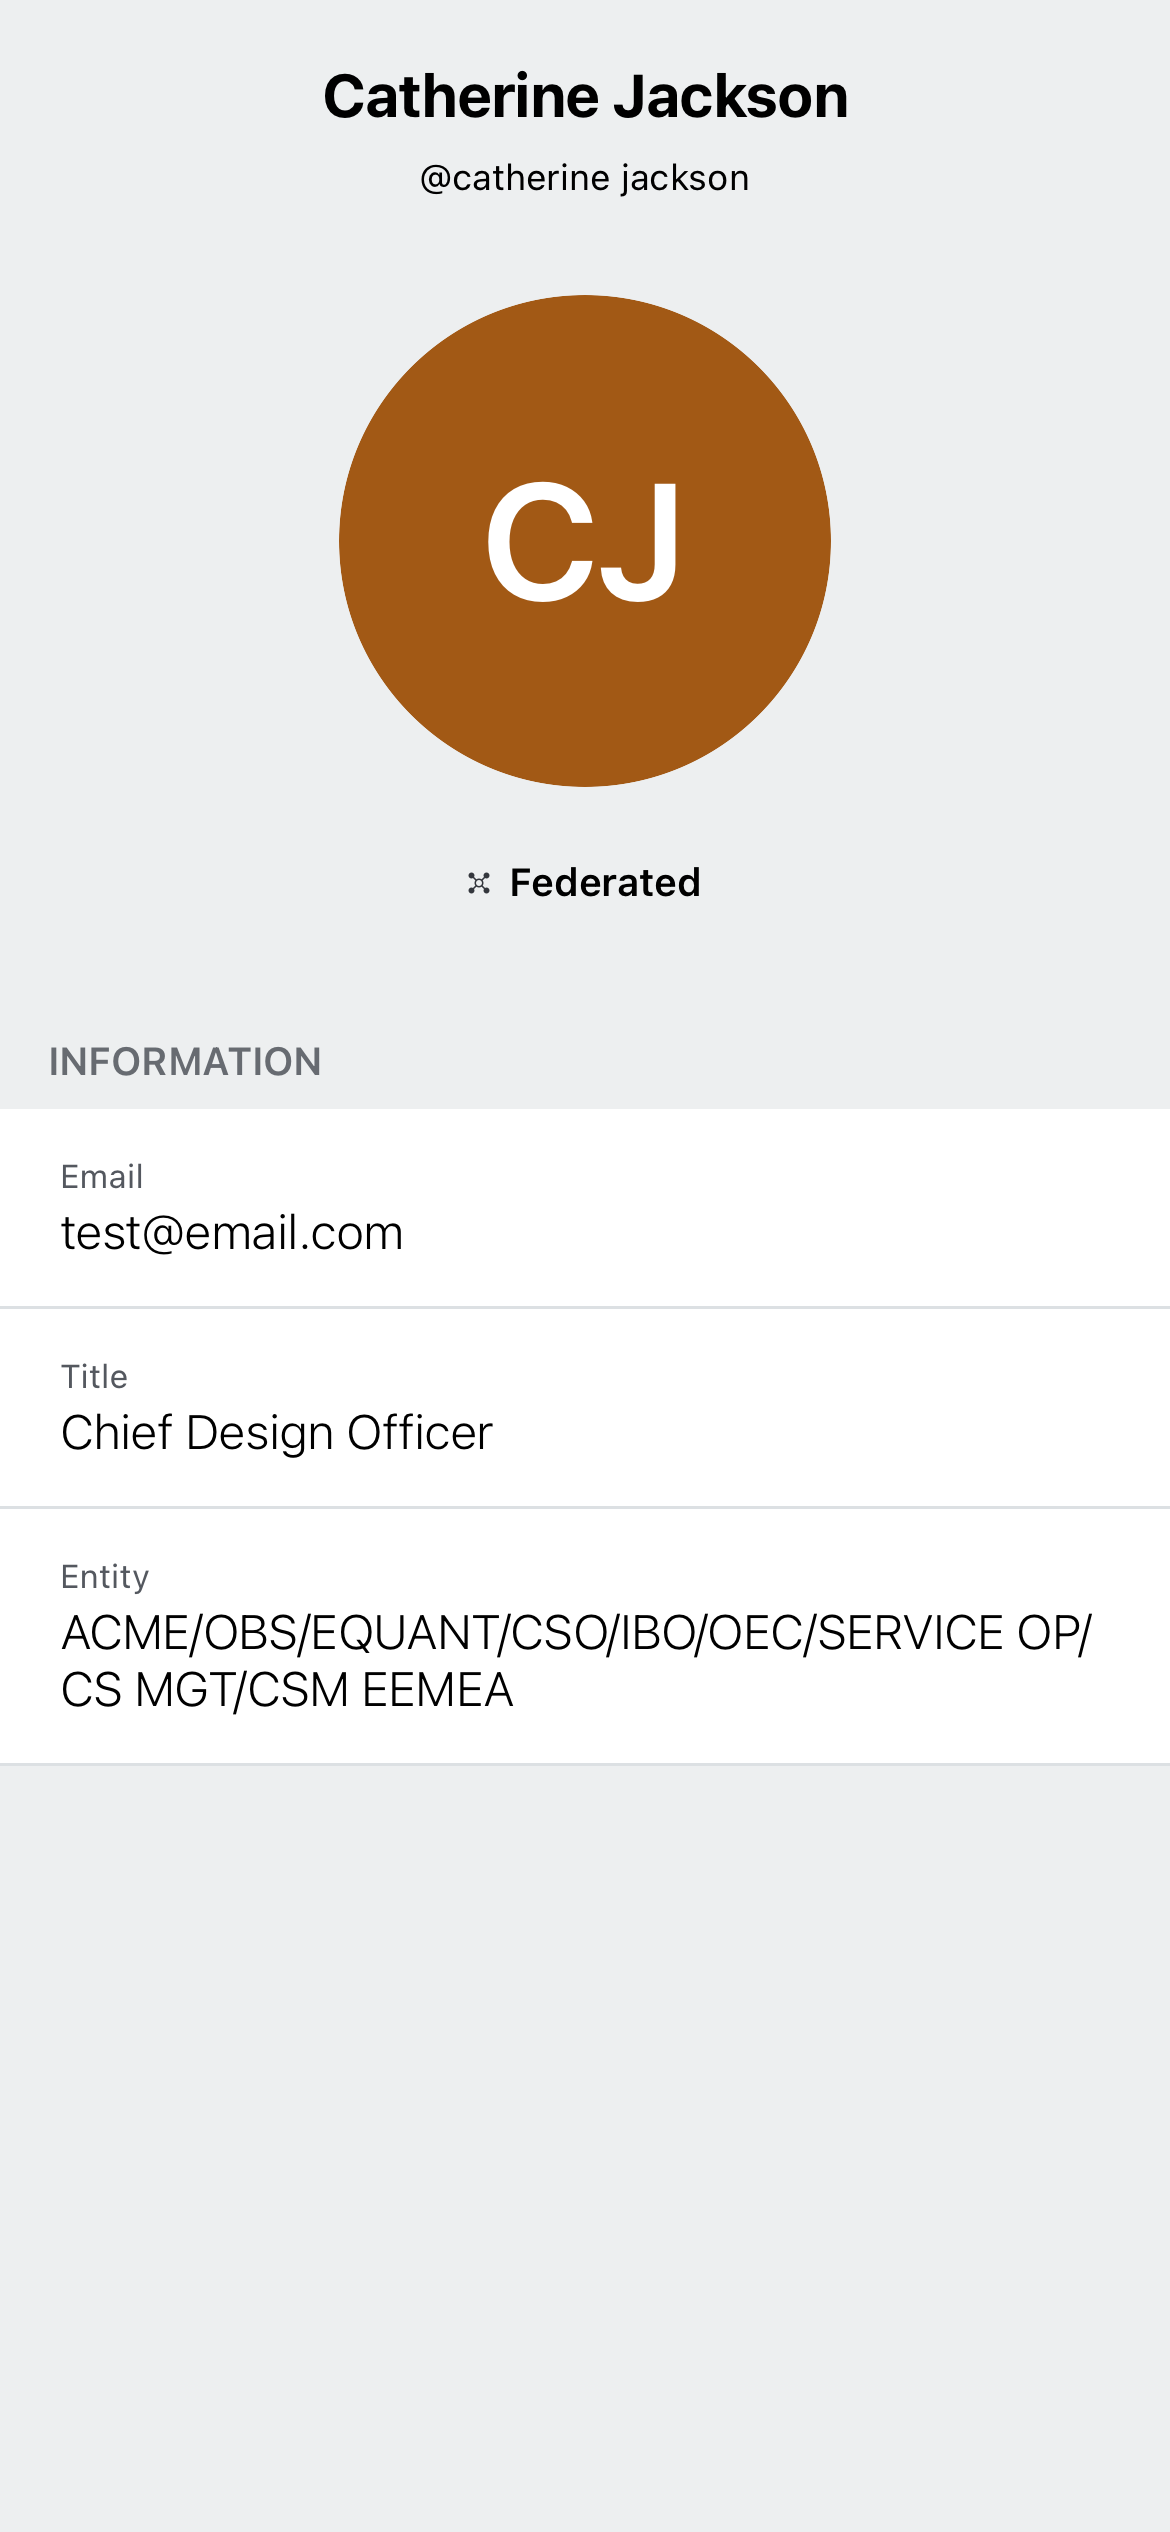 Catherine Jackson
@catherine jackson
CJ
Federated
INFORMATION
Email
test@email.com
Title
Chief Design Officer
Entity
ACME/OBS/EQUANT/CSO/IBO/OEC/SERVICE OP/
CS MGT/CSM EEMEA